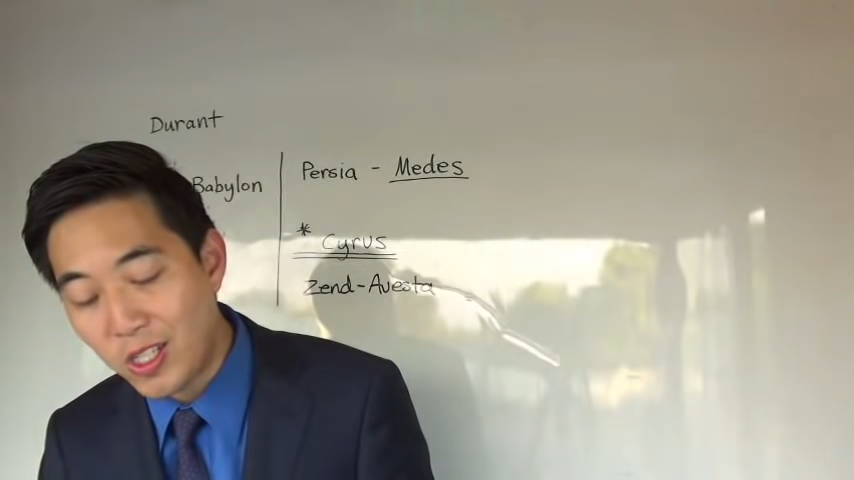 Durant
Babylon
Persia - Medes
* Cyrus
Zend-Avesta